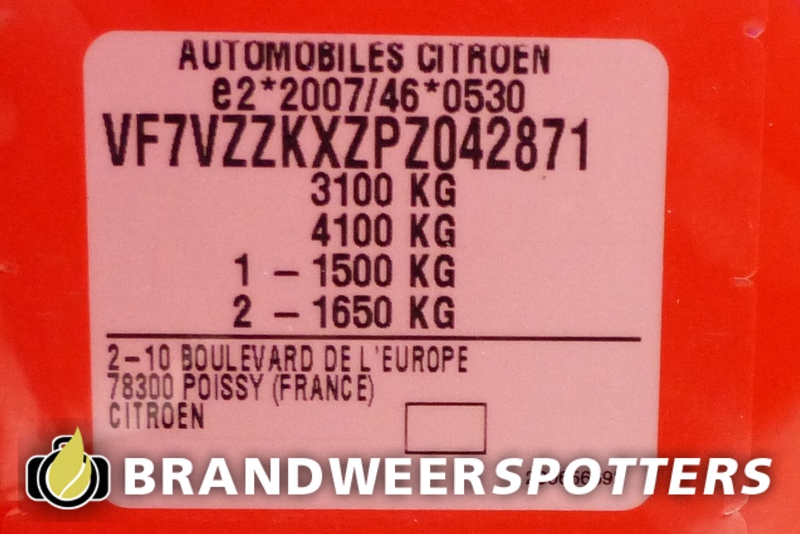 AUTOMOBILES CITROEN
e2*2007/46*0530
VF7VZZKXZPZ042871
3100 KG
4100 KG
1 – 1500 KG
2 – 1650 KG
2–10 BOULEVARD DE L'EUROPE
78300 POISSY (FRANCE)
CITROEN
BRANDWEERSPOTTERS